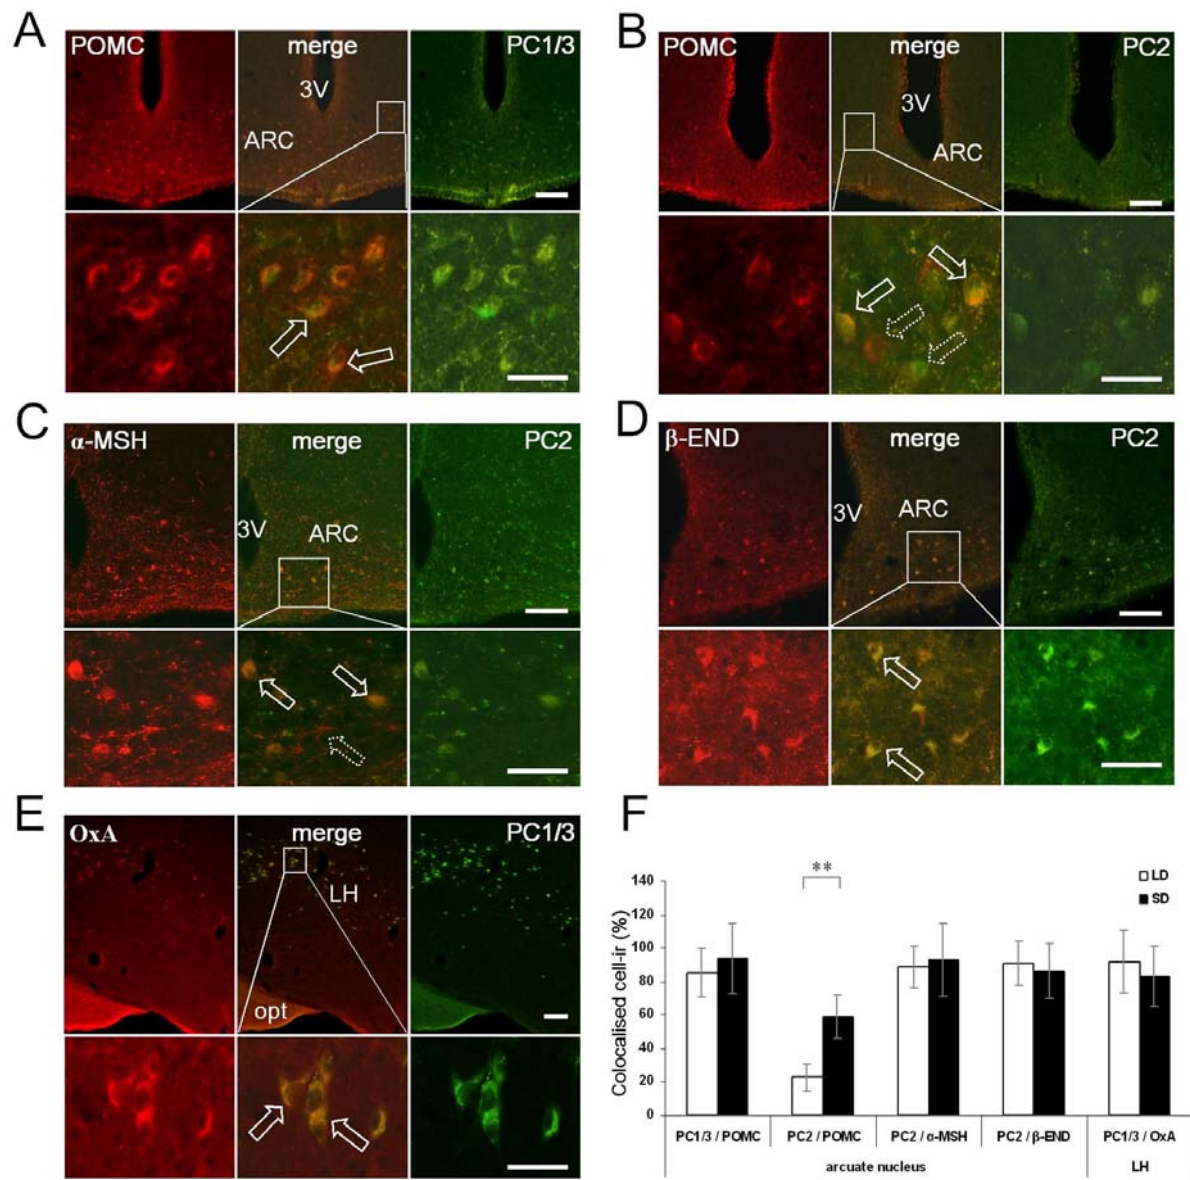 A
POMC
merge
PC1/3
3V
ARC
B
POMC
merge
PC2
3V
ARC
C
α-MSH
merge
PC2
3V
ARC
D
β-END
merge
PC2
3V
ARC
E
OxA
merge
PC1/3
LH
opt
F
**
LD
SD
Colocalised cell-ir (%)
140
120
100
80
60
40
20
0
PC1/3 / POMC
PC2 / POMC
PC2 / α-MSH
PC2 / β-END
PC1/3 / OxA
arcuate nucleus
LH